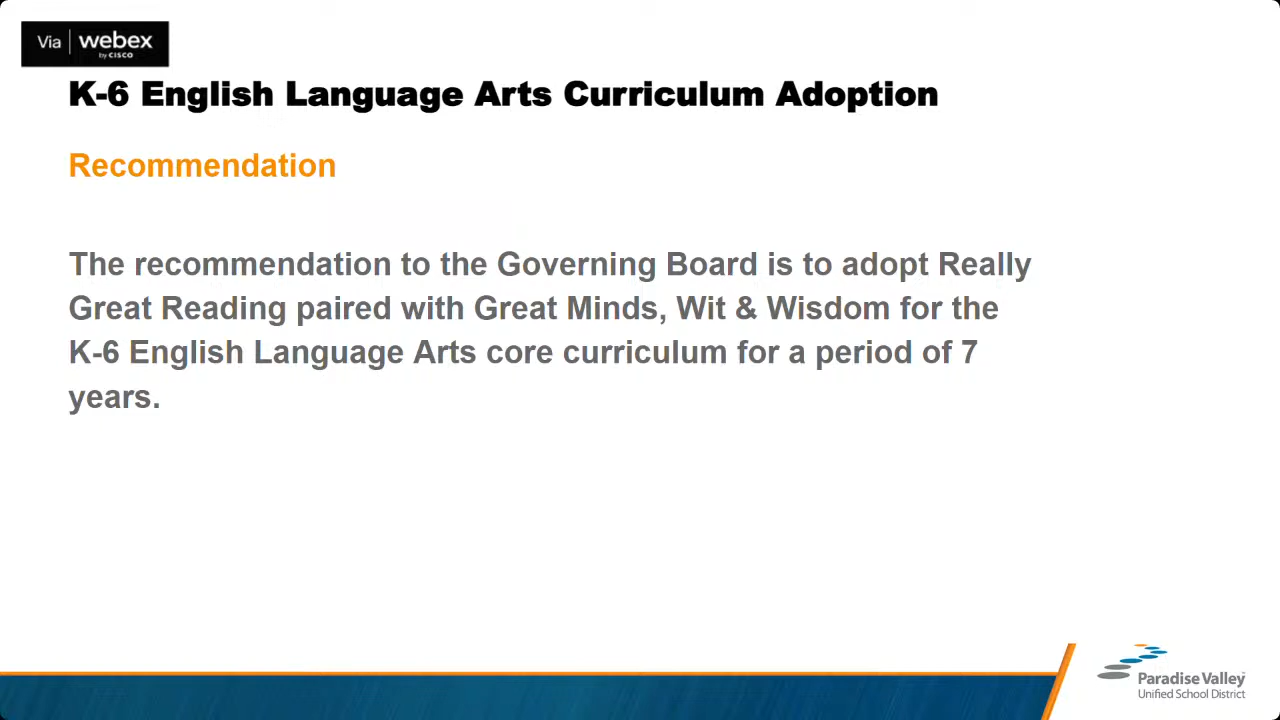 Via webex
by CISCO
K-6 English Language Arts Curriculum Adoption
Recommendation
The recommendation to the Governing Board is to adopt Really
Great Reading paired with Great Minds, Wit & Wisdom for the
K-6 English Language Arts core curriculum for a period of 7
years.
Paradise Valley
Unified School District